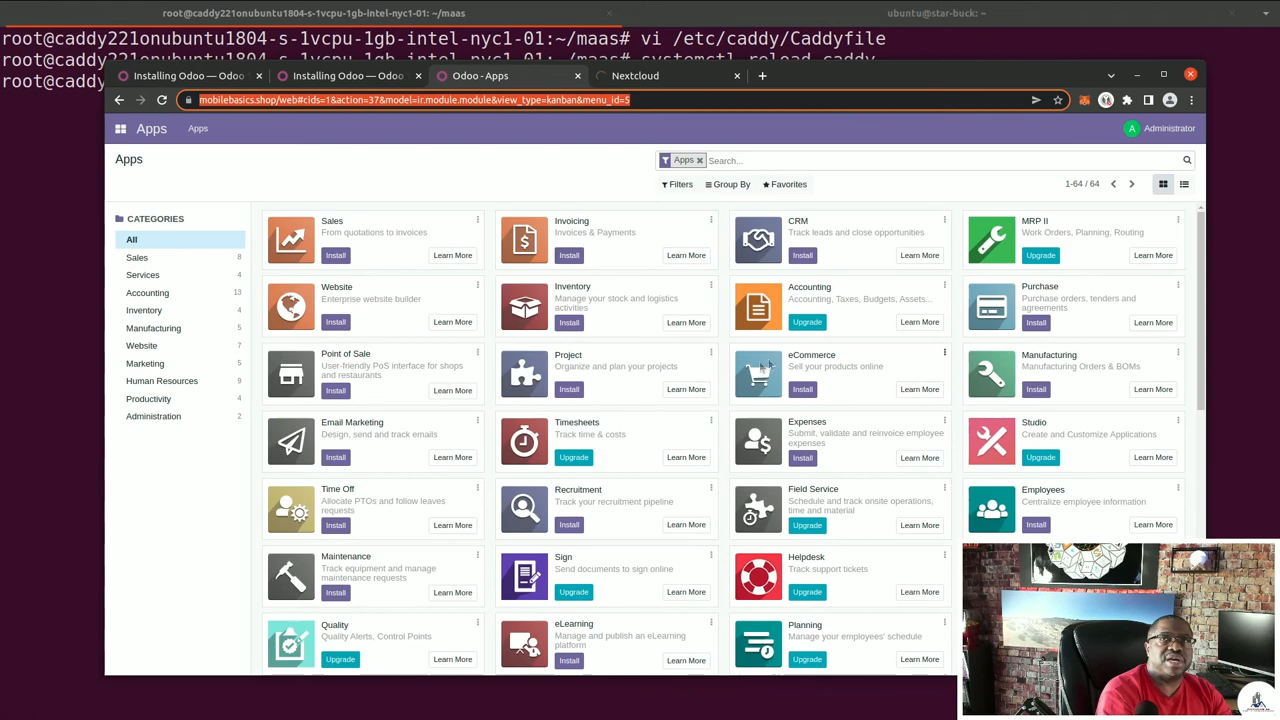 root@caddy221onubuntu1804-s-1vcpu-1gb-intel-nyc1-01: ~/maas
ubuntu@star-buck: ~
root@caddy221onubuntu1804-s-1vcpu-1gb-intel-nyc1-01:~/maas# vi /etc/caddy/Caddyfile
root@caddy221onubuntu1804-s-1vcpu-1gb-intel-nyc1-01:~/maas# systemctl reload caddy
root@cadd
Installing Odoo — Odoo
Installing Odoo — Odoo
Odoo - Apps
Nextcloud
mobilebasics.shop/web#cids=1&action=37&model=ir.module.module&view_type=kanban&menu_id=5
Apps
Apps
A
Administrator
Apps
Apps
Search...
Filters
Group By
Favorites
1-64 / 64
CATEGORIES
All
Sales 8
Services 4
Accounting 13
Inventory 4
Manufacturing 5
Website 7
Marketing 5
Human Resources 9
Productivity 4
Administration 2
Sales
From quotations to invoices
Install
Learn More
Invoicing
Invoices & Payments
Install
Learn More
CRM
Track leads and close opportunities
Install
Learn More
MRP II
Work Orders, Planning, Routing
Upgrade
Learn More
Website
Enterprise website builder
Install
Learn More
Inventory
Manage your stock and logistics
activities
Install
Learn More
Accounting
Accounting, Taxes, Budgets, Assets...
Upgrade
Learn More
Purchase
Purchase orders, tenders and
agreements
Install
Learn More
Point of Sale
User-friendly PoS interface for shops
and restaurants
Install
Learn More
Project
Organize and plan your projects
Install
Learn More
eCommerce
Sell your products online
Install
Learn More
Manufacturing
Manufacturing Orders & BOMs
Install
Learn More
Email Marketing
Design, send and track emails
Install
Learn More
Timesheets
Track time & costs
Upgrade
Learn More
Expenses
Submit, validate and reinvoice employee
expenses
Install
Learn More
Studio
Create and Customize Applications
Upgrade
Learn More
Time Off
Allocate PTOs and follow leaves
requests
Install
Learn More
Recruitment
Track your recruitment pipeline
Install
Learn More
Field Service
Schedule and track onsite operations,
time and material
Upgrade
Learn More
Employees
Centralize employee information
Install
Learn More
Maintenance
Track equipment and manage
maintenance requests
Install
Learn More
Sign
Send documents to sign online
Upgrade
Learn More
Helpdesk
Track support tickets
Upgrade
Learn More
Quality
Quality Alerts, Control Points
Upgrade
Learn More
eLearning
Manage and publish an eLearning
platform
Install
Learn More
Planning
Manage your employees' schedule
Upgrade
Learn More